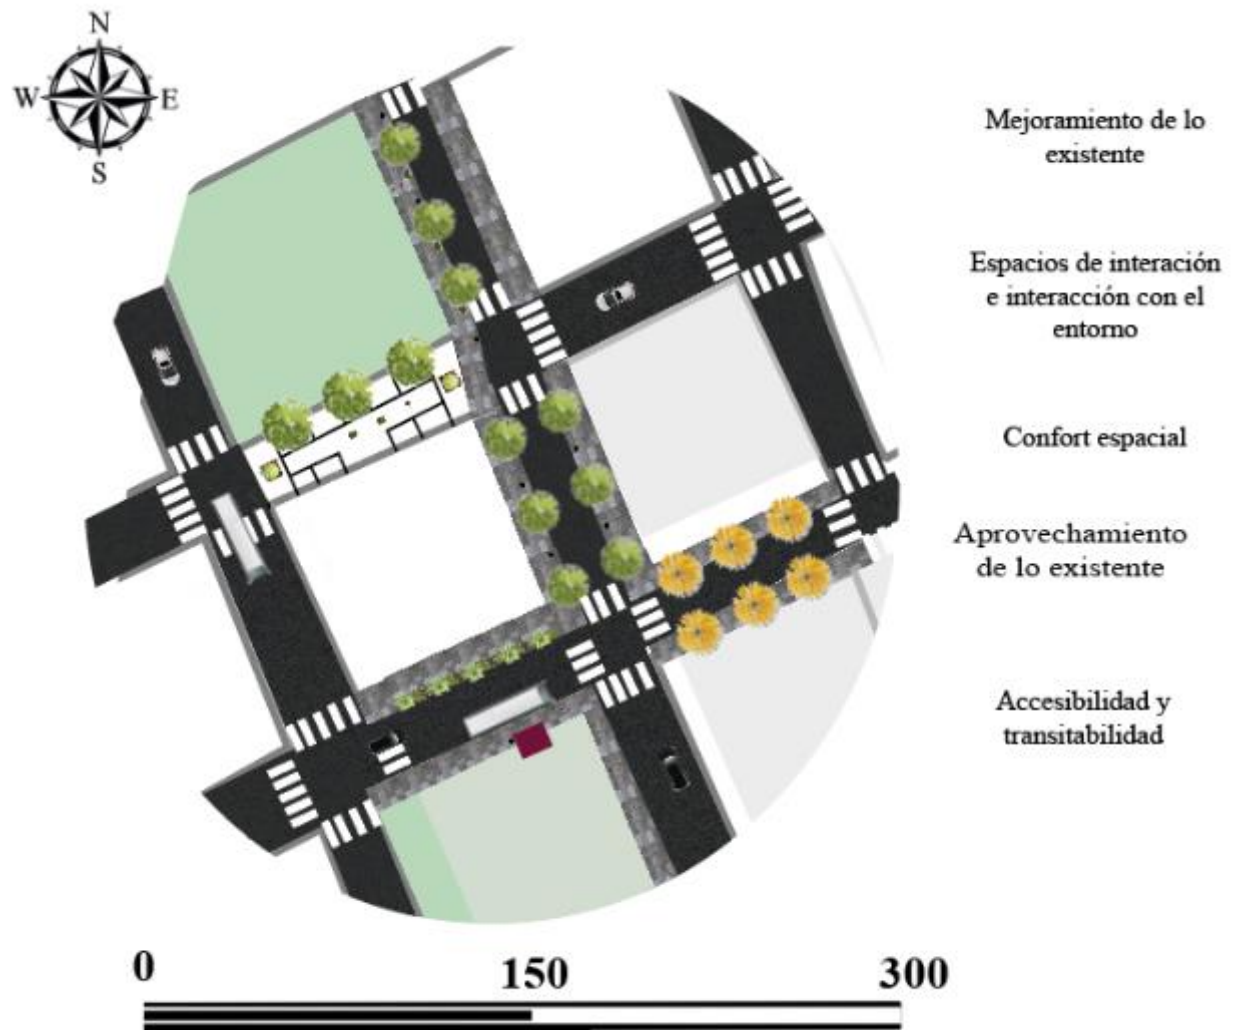 N
W E
S
Mejoramiento de lo
existente
Espacios de interación
e interacción con el
entorno
Confort espacial
Aprovechamiento
de lo existente
Accesibilidad y
transitabilidad
0 150 300